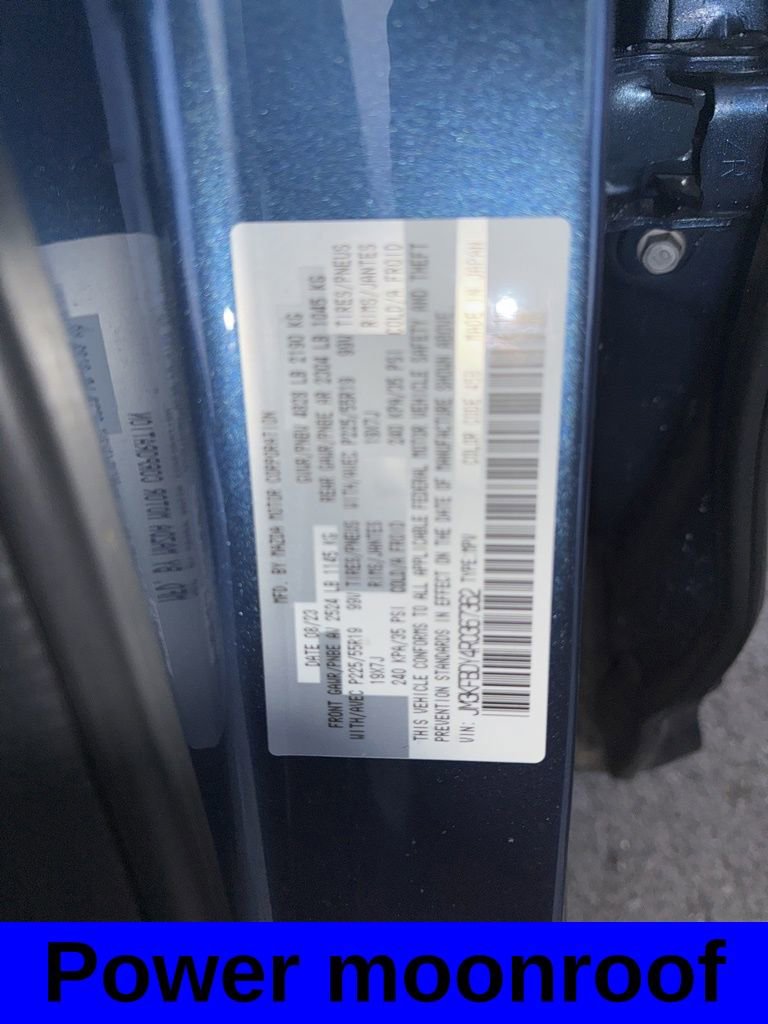 MFD. BY MAZDA MOTOR CORPORATION
DATE 08/23 GVWR/PNBV 4829 LB 2190 KG
FRONT GAWR/PNBE AV 2524 LB 1145 KG REAR GAWR/PNBE AR 2304 LB 1045 KG
WITH/AVEC P225/55R19 99V TIRES/PNEUS WITH/AVEC P225/55R19 99V TIRES/PNEUS
19X7J RIMS/JANTES 19X7J RIMS/JANTES
240 KPA/35 PSI COLD/A FROID 240 KPA/35 PSI COLD/A FROID
THIS VEHICLE CONFORMS TO ALL APPLICABLE FEDERAL MOTOR VEHICLE SAFETY AND THEFT
PREVENTION STANDARDS IN EFFECT ON THE DATE OF MANUFACTURE SHOWN ABOVE.
COLOR CODE 45B MADE IN JAPAN
VIN: JM3KFBDY4R0367362 TYPE:MPV
Power moonroof